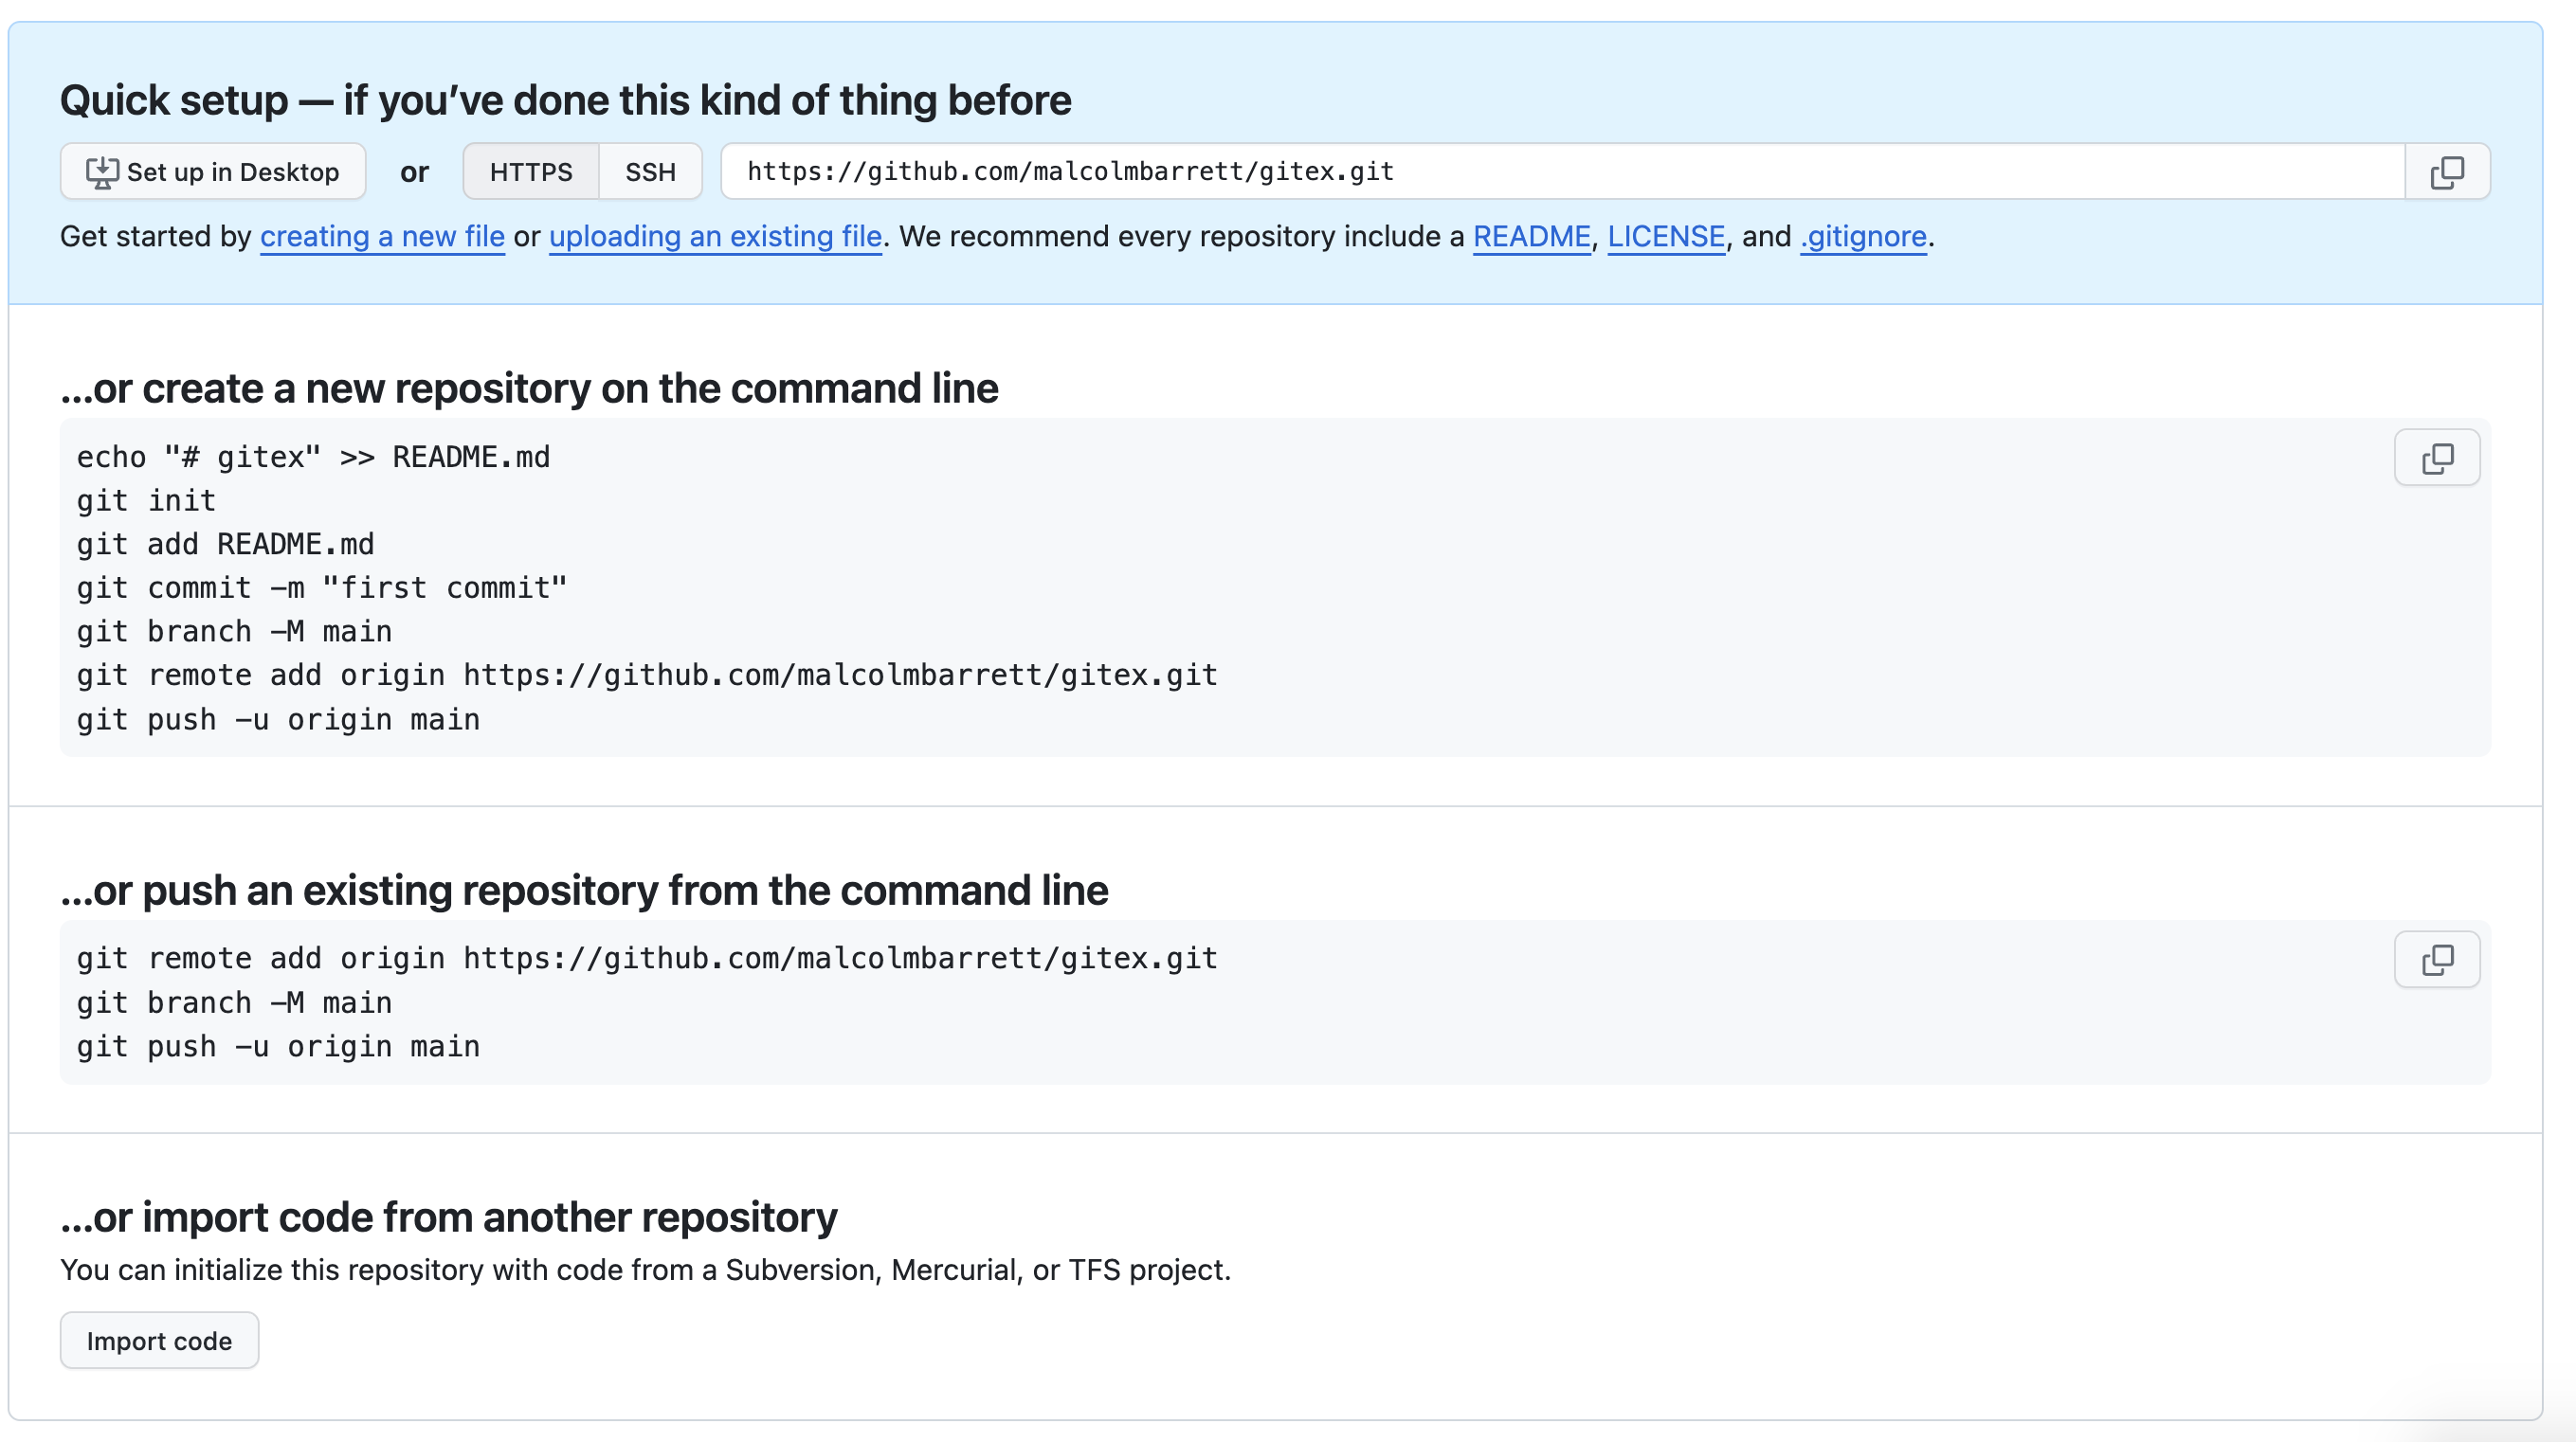 Quick setup — if you’ve done this kind of thing before
Set up in Desktop or HTTPS SSH https://github.com/malcolmbarrett/gitex.git
Get started by creating a new file or uploading an existing file. We recommend every repository include a README, LICENSE, and .gitignore.
…or create a new repository on the command line
echo "# gitex" >> README.md
git init
git add README.md
git commit -m "first commit"
git branch -M main
git remote add origin https://github.com/malcolmbarrett/gitex.git
git push -u origin main
…or push an existing repository from the command line
git remote add origin https://github.com/malcolmbarrett/gitex.git
git branch -M main
git push -u origin main
…or import code from another repository
You can initialize this repository with code from a Subversion, Mercurial, or TFS project.
Import code